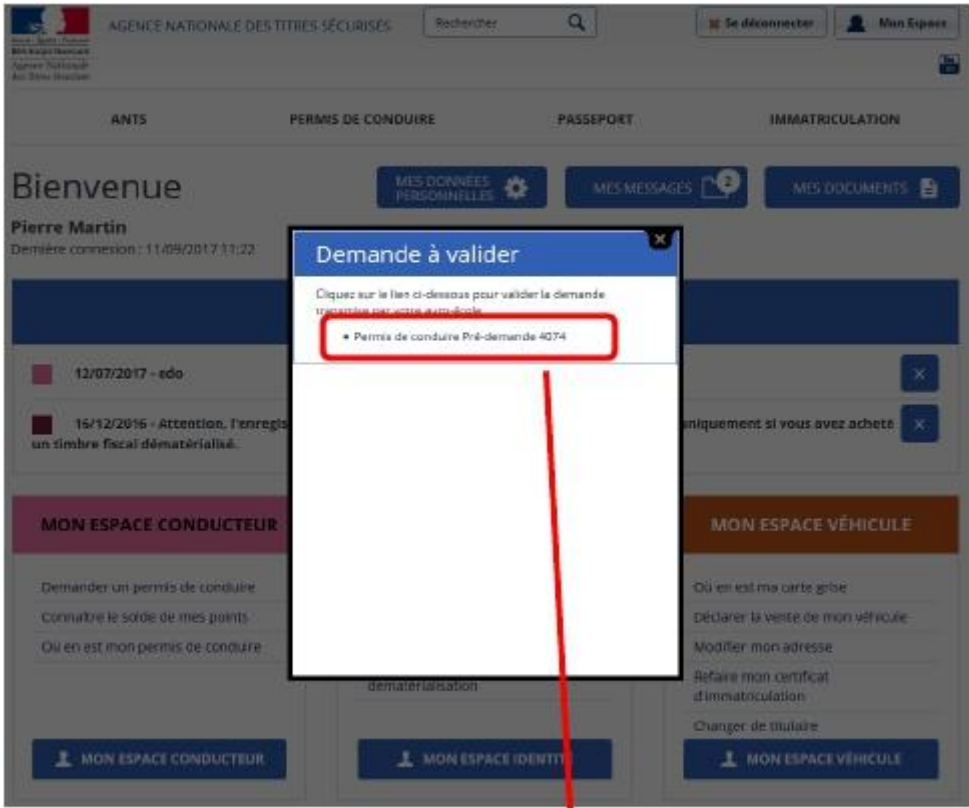 AGENCE NATIONALE DES TITRES SÉCURISÉS
Rechercher
Se déconnecter
Mon Espace
ANTS
PERMIS DE CONDUIRE
PASSEPORT
IMMATRICULATION
Bienvenue
MES DONNÉES
PERSONNELLES
MES MESSAGES 2
MES DOCUMENTS
Pierre Martin
Dernière connexion : 11/09/2017 11:22
Demande à valider
Cliquez sur le lien ci-dessous pour valider la demande
transmise par votre auto-école
• Permis de conduire Pré-demande 4074
12/07/2017 - edo
16/12/2016 - Attention, l'enregis
uniquement si vous avez acheté
un timbre fiscal dématérialisé.
MON ESPACE CONDUCTEUR
MON ESPACE VÉHICULE
Demander un permis de conduire
Connaître le solde de mes points
Où en est mon permis de conduire
dématérialisation
Où en est ma carte grise
Déclarer la vente de mon véhicule
Modifier mon adresse
Refaire mon certificat
d'immatriculation
Changer de titulaire
MON ESPACE CONDUCTEUR
MON ESPACE IDENTIT
MON ESPACE VÉHICULE